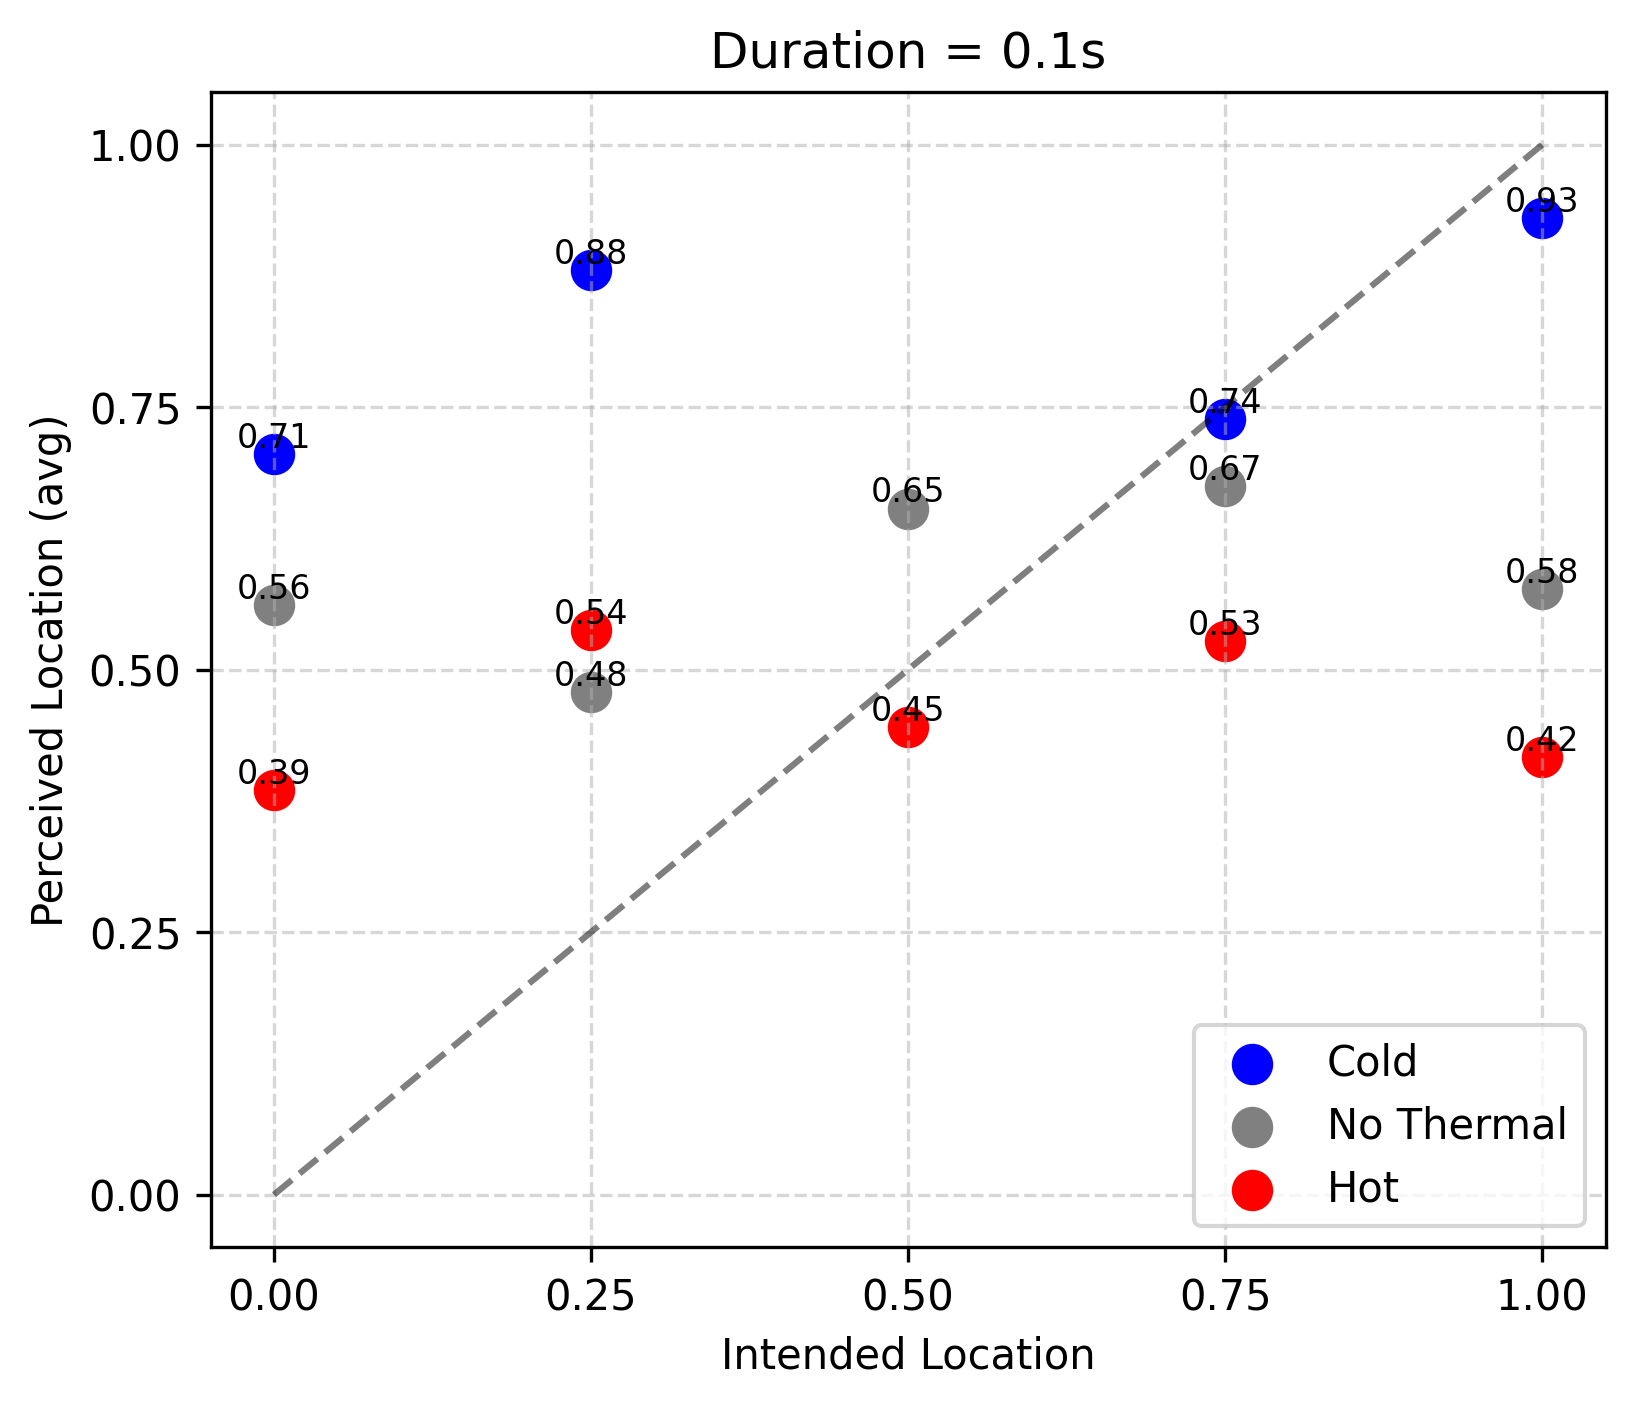 Duration = 0.1s
1.00
0.93
0.88
0.75
0.74
0.71
0.67
0.65
0.56
0.58
0.54
0.53
0.50
0.48
0.45
0.42
0.39
0.25
0.00
Perceived Location (avg)
Cold
No Thermal
Hot
0.00 0.25 0.50 0.75 1.00
Intended Location